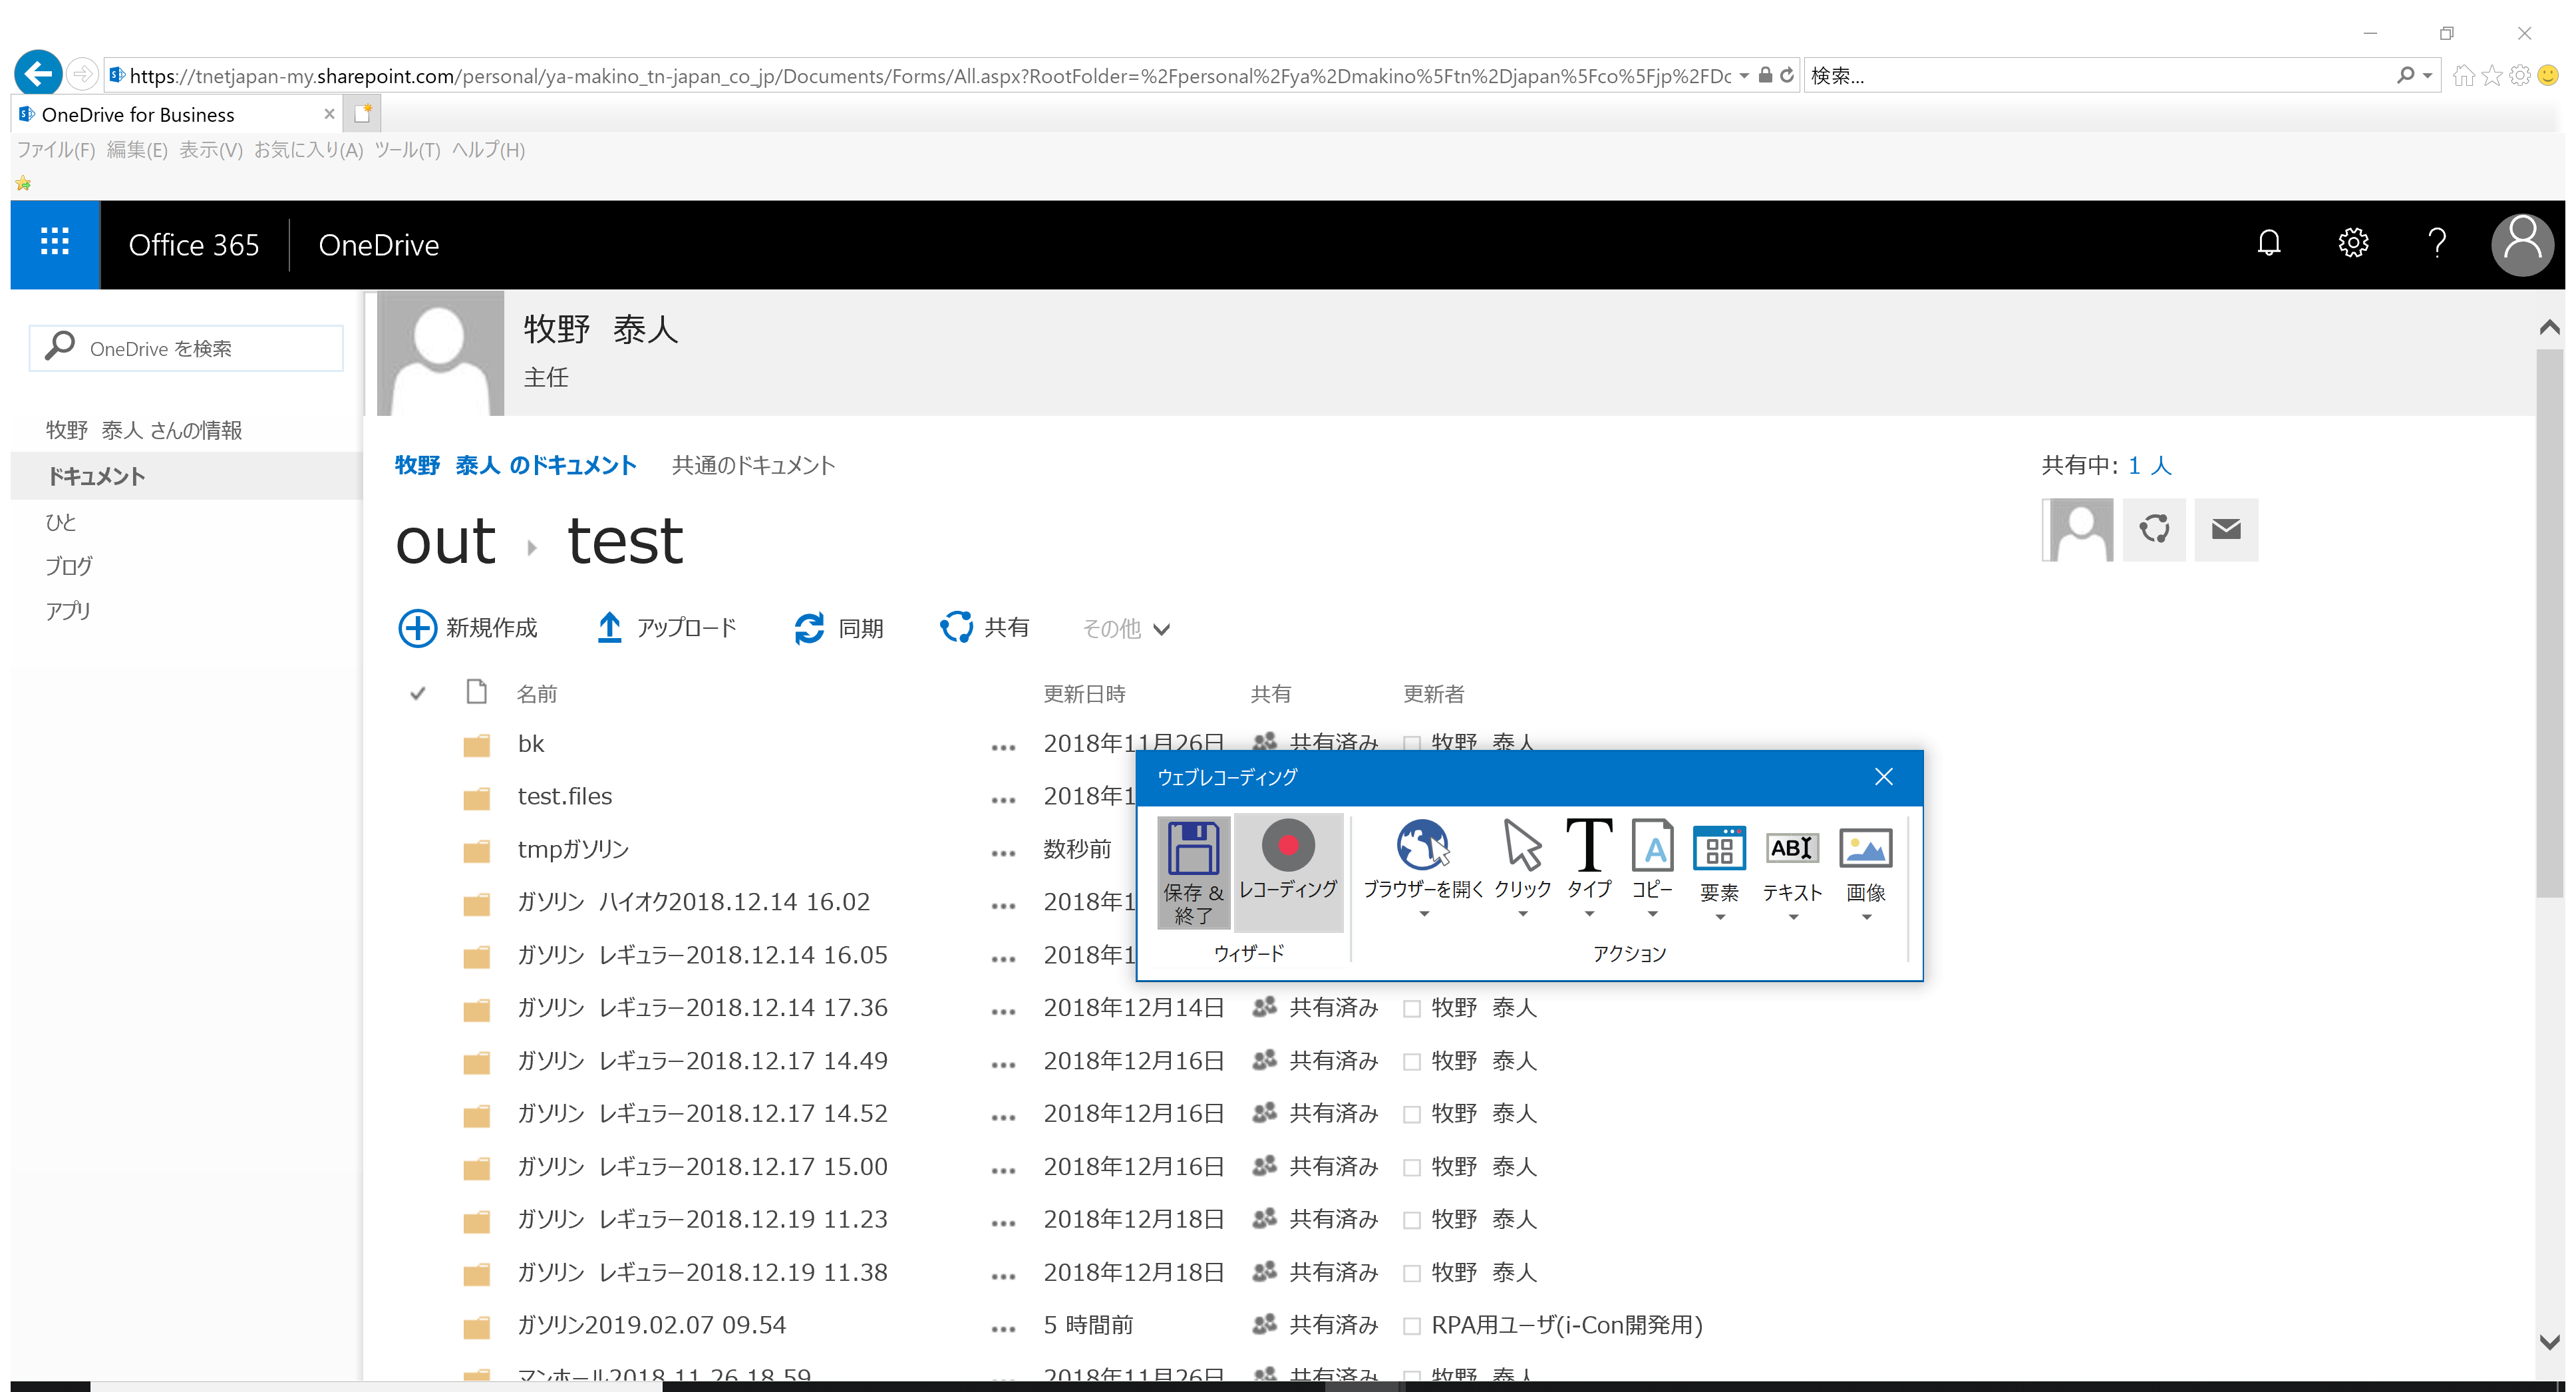 https://tnetjapan-my.sharepoint.com/personal/ya-makino_tn-japan_co_jp/Documents/Forms/All.aspx?RootFolder=%2Fpersonal%2Fya%2Dmakino%5Ftn%2Djapan%5Fco%5Fjp%2FDc 検索...
OneDrive for Business
ファイル(F) 編集(E) 表示(V) お気に入り(A) ツール(T) ヘルプ(H)
Office 365 OneDrive
OneDrive を検索
牧野 泰人 さんの情報
ドキュメント
ひと
ブログ
アプリ
牧野 泰人
主任
牧野 泰人 のドキュメント 共通のドキュメント
共有中: 1 人
out test
新規作成 アップロード 同期 共有 その他
名前 更新日時 共有 更新者
bk 2018年11月26日 共有済み 牧野 泰人
test.files 2018年1
tmpガソリン 数秒前
ガソリン ハイオク2018.12.14 16.02 2018年1
ガソリン レギュラー2018.12.14 16.05 2018年1
ガソリン レギュラー2018.12.14 17.36 2018年12月14日 共有済み 牧野 泰人
ガソリン レギュラー2018.12.17 14.49 2018年12月16日 共有済み 牧野 泰人
ガソリン レギュラー2018.12.17 14.52 2018年12月16日 共有済み 牧野 泰人
ガソリン レギュラー2018.12.17 15.00 2018年12月16日 共有済み 牧野 泰人
ガソリン レギュラー2018.12.19 11.23 2018年12月18日 共有済み 牧野 泰人
ガソリン レギュラー2018.12.19 11.38 2018年12月18日 共有済み 牧野 泰人
ガソリン2019.02.07 09.54 5 時間前 共有済み RPA用ユーザ(i-Con開発用)
マンホール2018.11.26 18.59 2018年11月26日 共有済み 牧野 泰人
ウェブレコーディング
保存 & 終了
レコーディング
ウィザード
ブラウザーを開く クリック タイプ コピー 要素 テキスト 画像
アクション